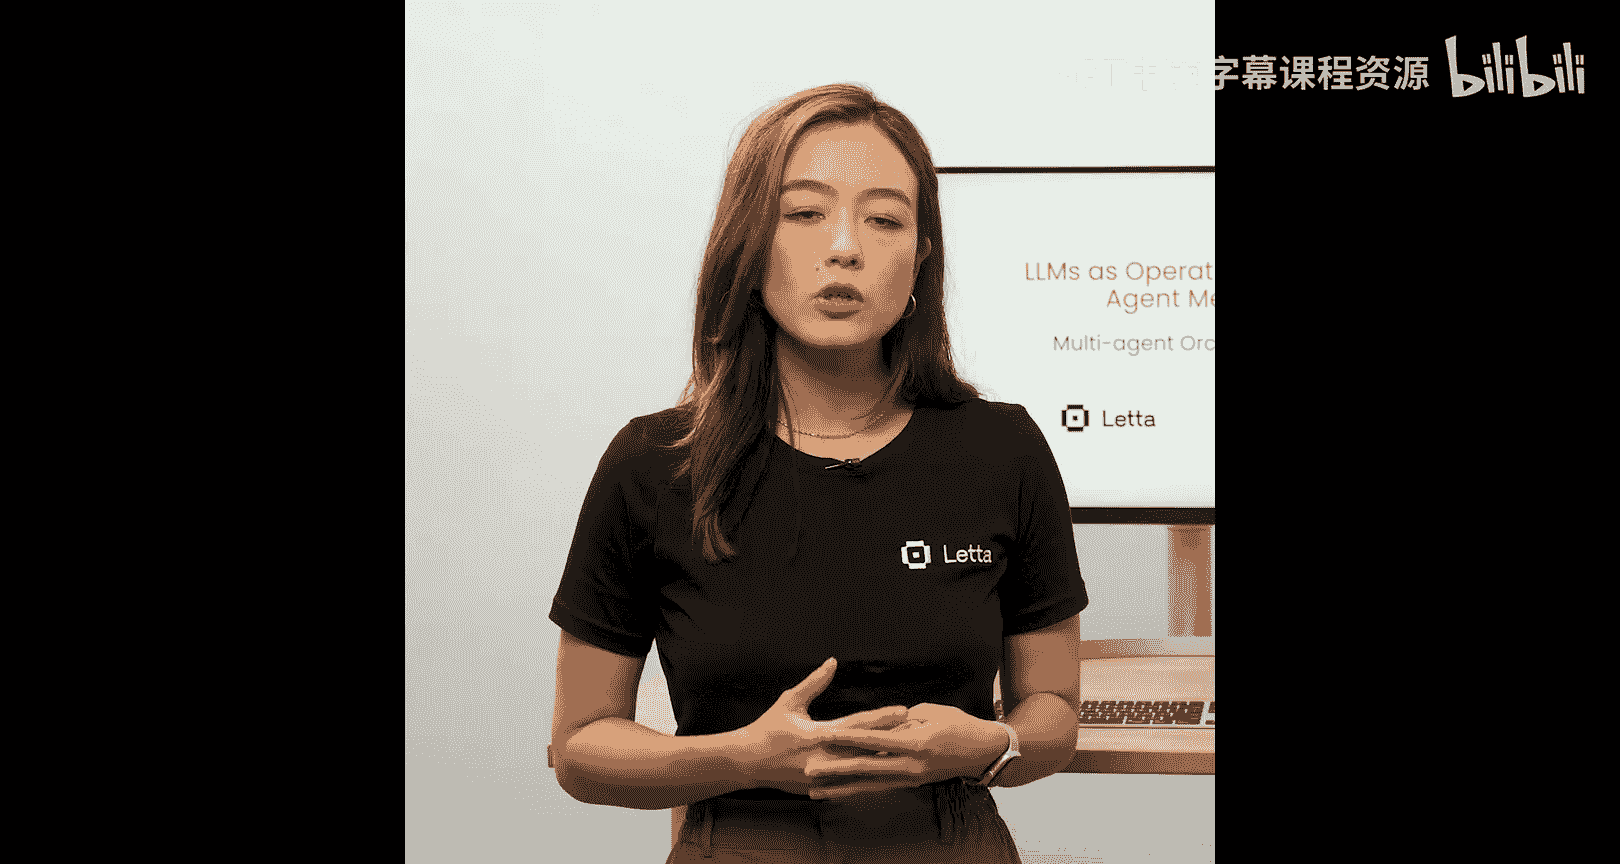 字幕课程资源 bilibili
LLMs as Operat
Agent Me
Multi-agent Orc
Letta
Letta